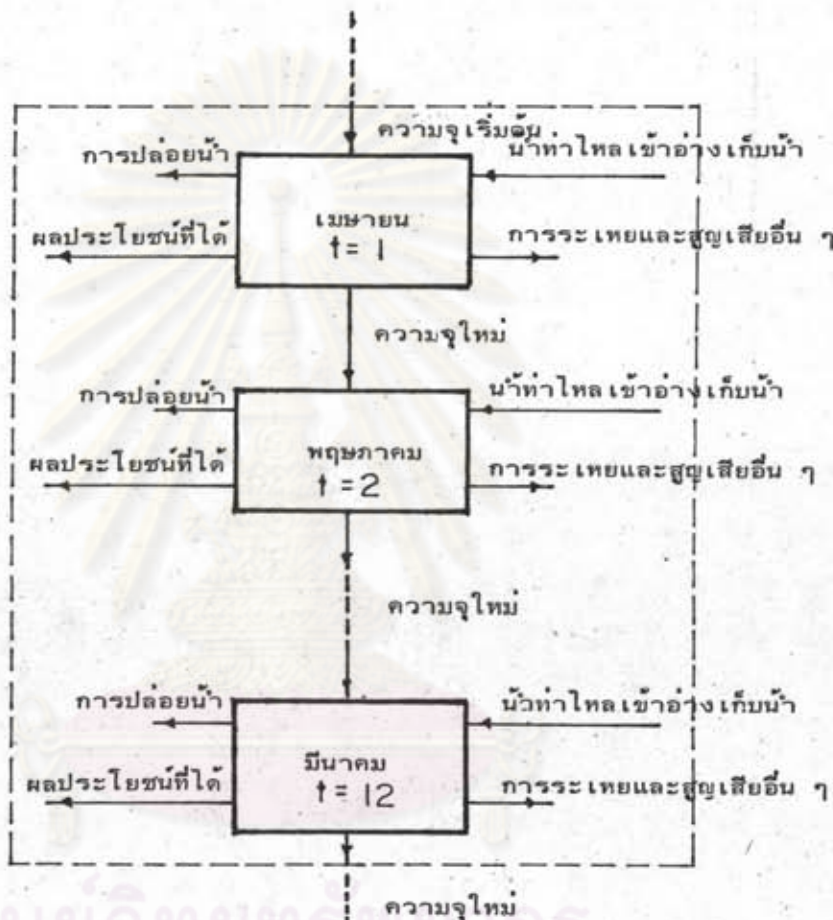 ความจุเริ่มต้น
การปล่อยน้ำ
น้ำท่าไหลเข้าอ่างเก็บน้ำ
เมษายน
t = 1
ผลประโยชน์ที่ได้
การระเหยและสูญเสียอื่น ๆ
ความจุใหม่
การปล่อยน้ำ
น้ำท่าไหลเข้าอ่างเก็บน้ำ
พฤษภาคม
t = 2
ผลประโยชน์ที่ได้
การระเหยและสูญเสียอื่น ๆ
ความจุใหม่
การปล่อยน้ำ
น้ำท่าไหลเข้าอ่างเก็บน้ำ
มีนาคม
t = 12
ผลประโยชน์ที่ได้
การระเหยและสูญเสียอื่น ๆ
ความจุใหม่